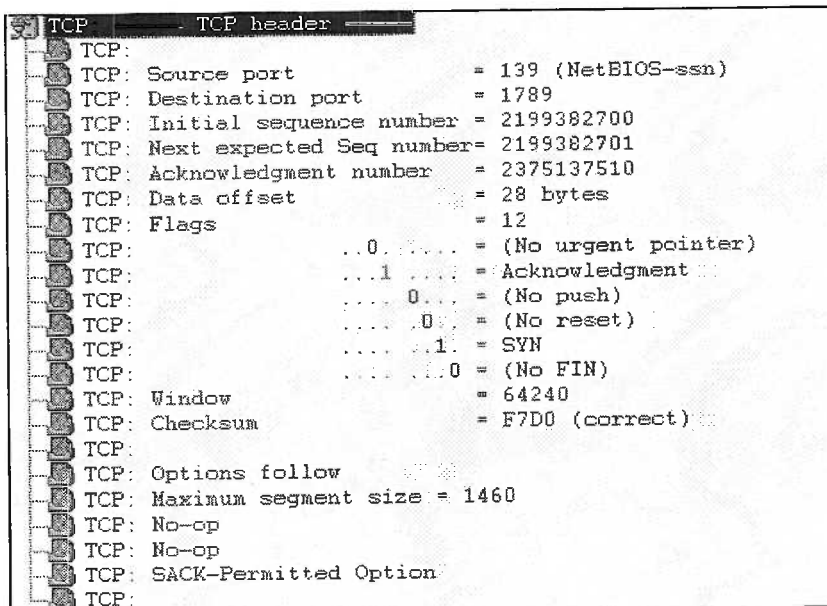 TCP ——— TCP header ———
TCP:
TCP: Source port = 139 (NetBIOS-ssn)
TCP: Destination port = 1789
TCP: Initial sequence number = 2199382700
TCP: Next expected Seq number= 2199382701
TCP: Acknowledgment number = 2375137510
TCP: Data offset = 28 bytes
TCP: Flags = 12
TCP: ..0. .... = (No urgent pointer)
TCP: ...1 .... = Acknowledgment
TCP: .... 0... = (No push)
TCP: .... .0.. = (No reset)
TCP: .... ..1. = SYN
TCP: .... ...0 = (No FIN)
TCP: Window = 64240
TCP: Checksum = F7D0 (correct)
TCP:
TCP: Options follow
TCP: Maximum segment size = 1460
TCP: No-op
TCP: No-op
TCP: SACK-Permitted Option
TCP: